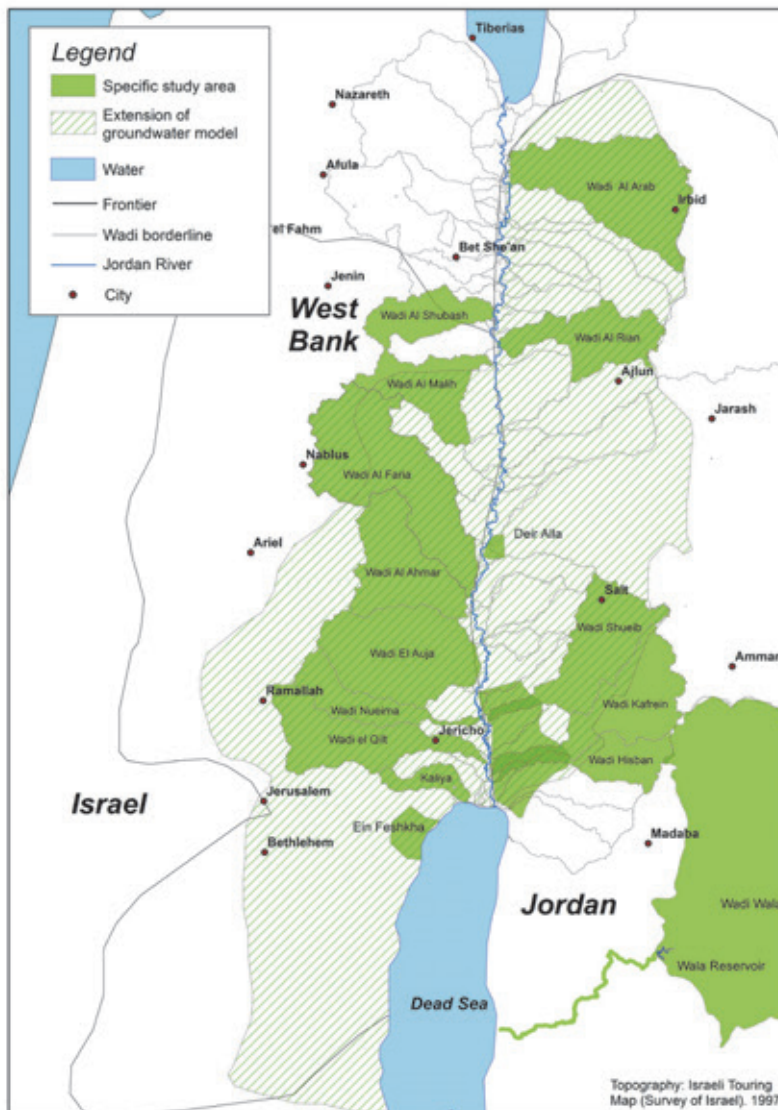 Tiberias
Legend
Specific study area
Extension of
groundwater model
Water
Frontier
Wadi borderline
Jordan River
City
Nazareth
Afula
Wadi Al Arab
Irbid
el Fahm
Bet She'an
Jenin
West
Bank
Wadi Al Shubash
Wadi Al Rian
Wadi Al Malih
Ajlun
Jarash
Nablus
Wadi Al Faria
Deir Alla
Ariel
Wadi Al Ahmar
Salt
Wadi Shueib
Wadi El Auja
Amman
Ramallah
Wadi Nueima
Wadi Kafrein
Wadi el Qilt
Jericho
Wadi Hisban
Kaliya
Israel
Jerusalem
Ein Feshkha
Madaba
Bethlehem
Jordan
Wadi Wala
Wala Reservoir
Dead Sea
Topography: Israeli Touring
Map (Survey of Israel). 1997